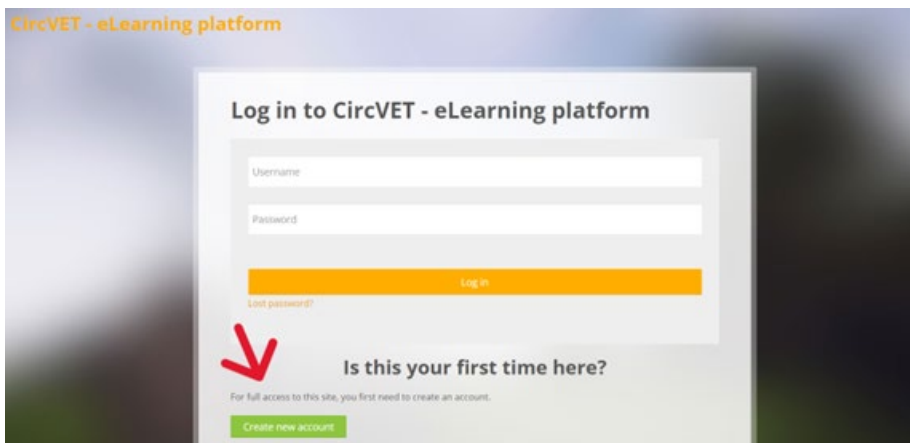 CircVET - eLearning platform
Log in to CircVET - eLearning platform
Username
Password
Log in
Lost password?
Is this your first time here?
For full access to this site, you first need to create an account.
Create new account